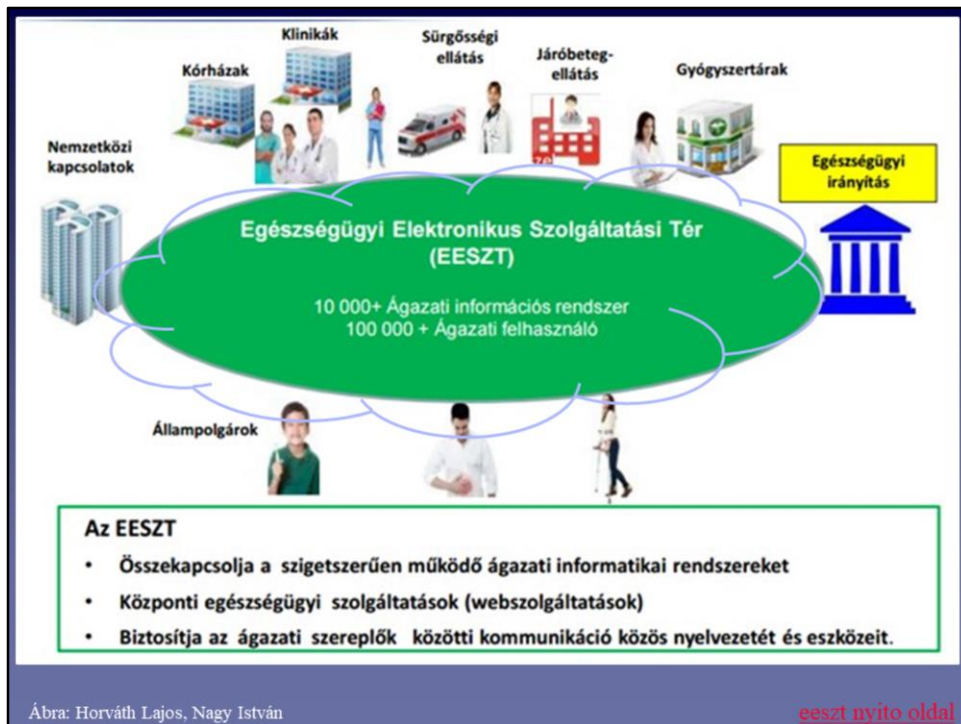 Klinikák
Sürgősségi
ellátás
Járóbeteg-
ellátás
Kórházak
Gyógyszertárak
Nemzetközi
kapcsolatok
Egészségügyi
irányítás
Egészségügyi Elektronikus Szolgáltatási Tér
(EESZT)
10 000+ Ágazati információs rendszer
100 000 + Ágazati felhasználó
Állampolgárok
Az EESZT
• Összekapcsolja a szigetszerűen működő ágazati informatikai rendszereket
• Központi egészségügyi szolgáltatások (webszolgáltatások)
• Biztosítja az ágazati szereplők közötti kommunikáció közös nyelvezetét és eszközeit.
Ábra: Horváth Lajos, Nagy István
eeszt nyito oldal